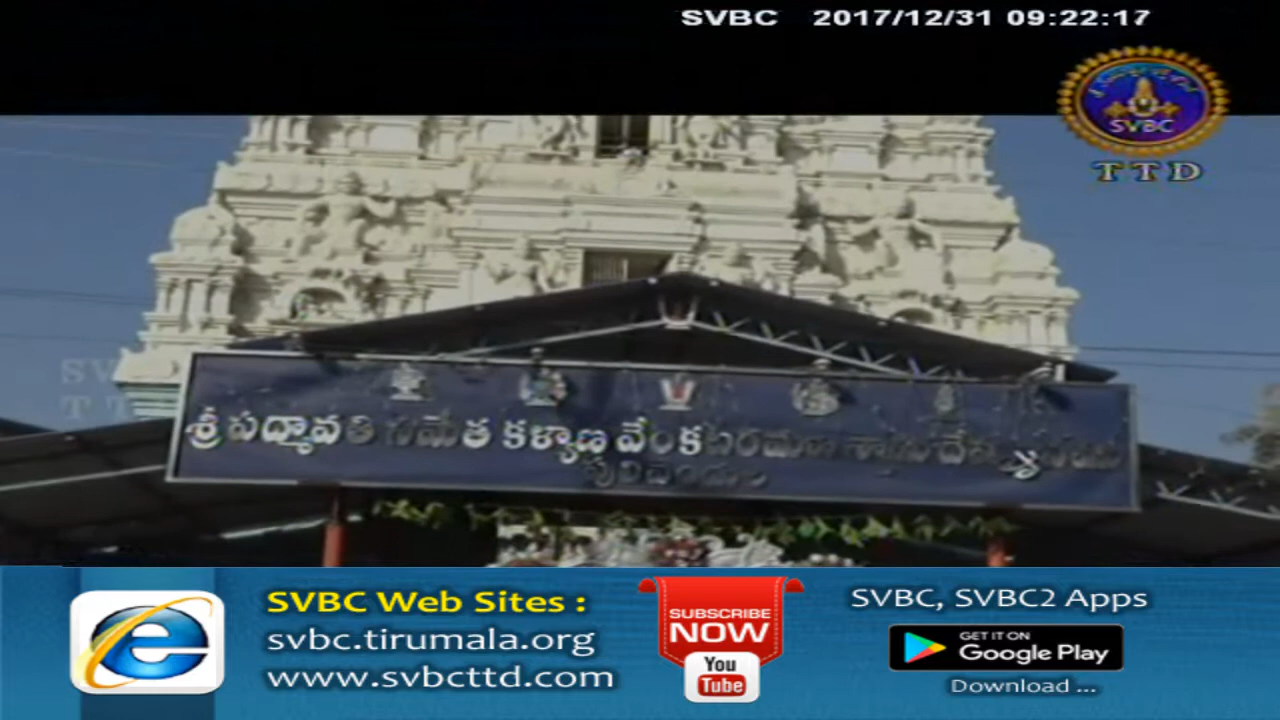 SVBC 2017/12/31 09:22:17
SVBC
TTD
శ్రీ పద్మావతి సమేత కళ్యాణ వేంకటరమణ స్వామి
SVBC Web Sites :
svbc.tirumala.org
www.svbcttd.com
SUBSCRIBE
NOW
You
Tube
SVBC, SVBC2 Apps
GET IT ON
Google Play
Download ...